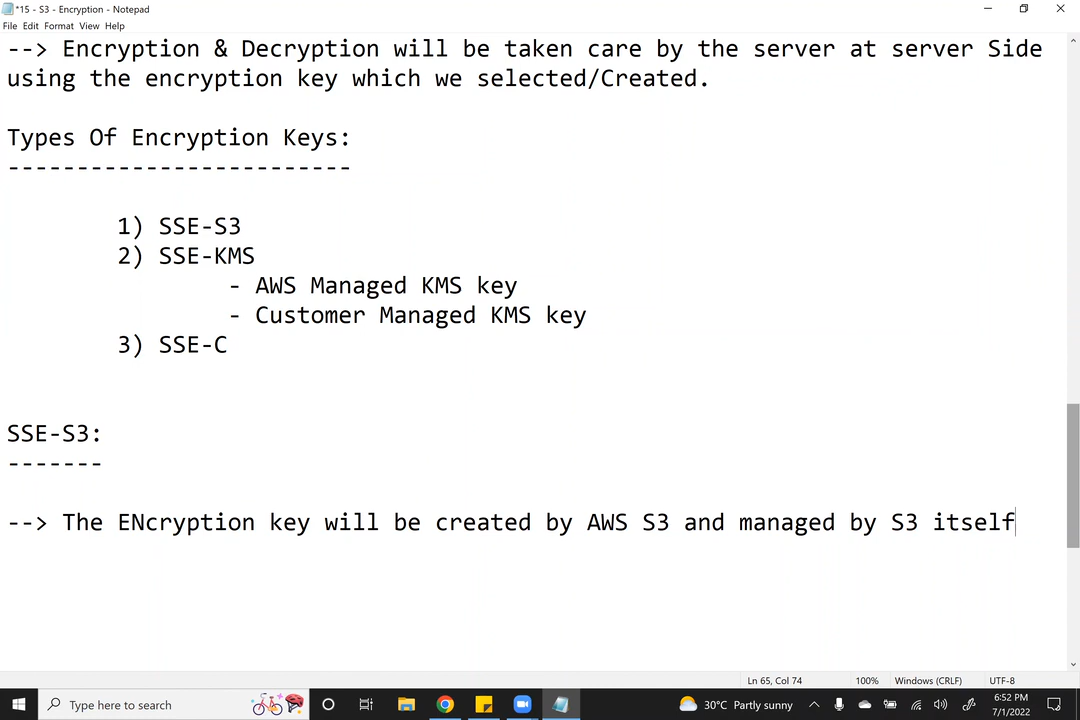 *15 - S3 - Encryption - Notepad
File Edit Format View Help
--> Encryption & Decryption will be taken care by the server at server Side
using the encryption key which we selected/Created.
Types Of Encryption Keys:
-------------------------
1) SSE-S3
2) SSE-KMS
- AWS Managed KMS key
- Customer Managed KMS key
3) SSE-C
SSE-S3:
-------
--> The ENcryption key will be created by AWS S3 and managed by S3 itself
Ln 65, Col 74 100% Windows (CRLF) UTF-8
Type here to search 30°C Partly sunny 6:52 PM
7/1/2022